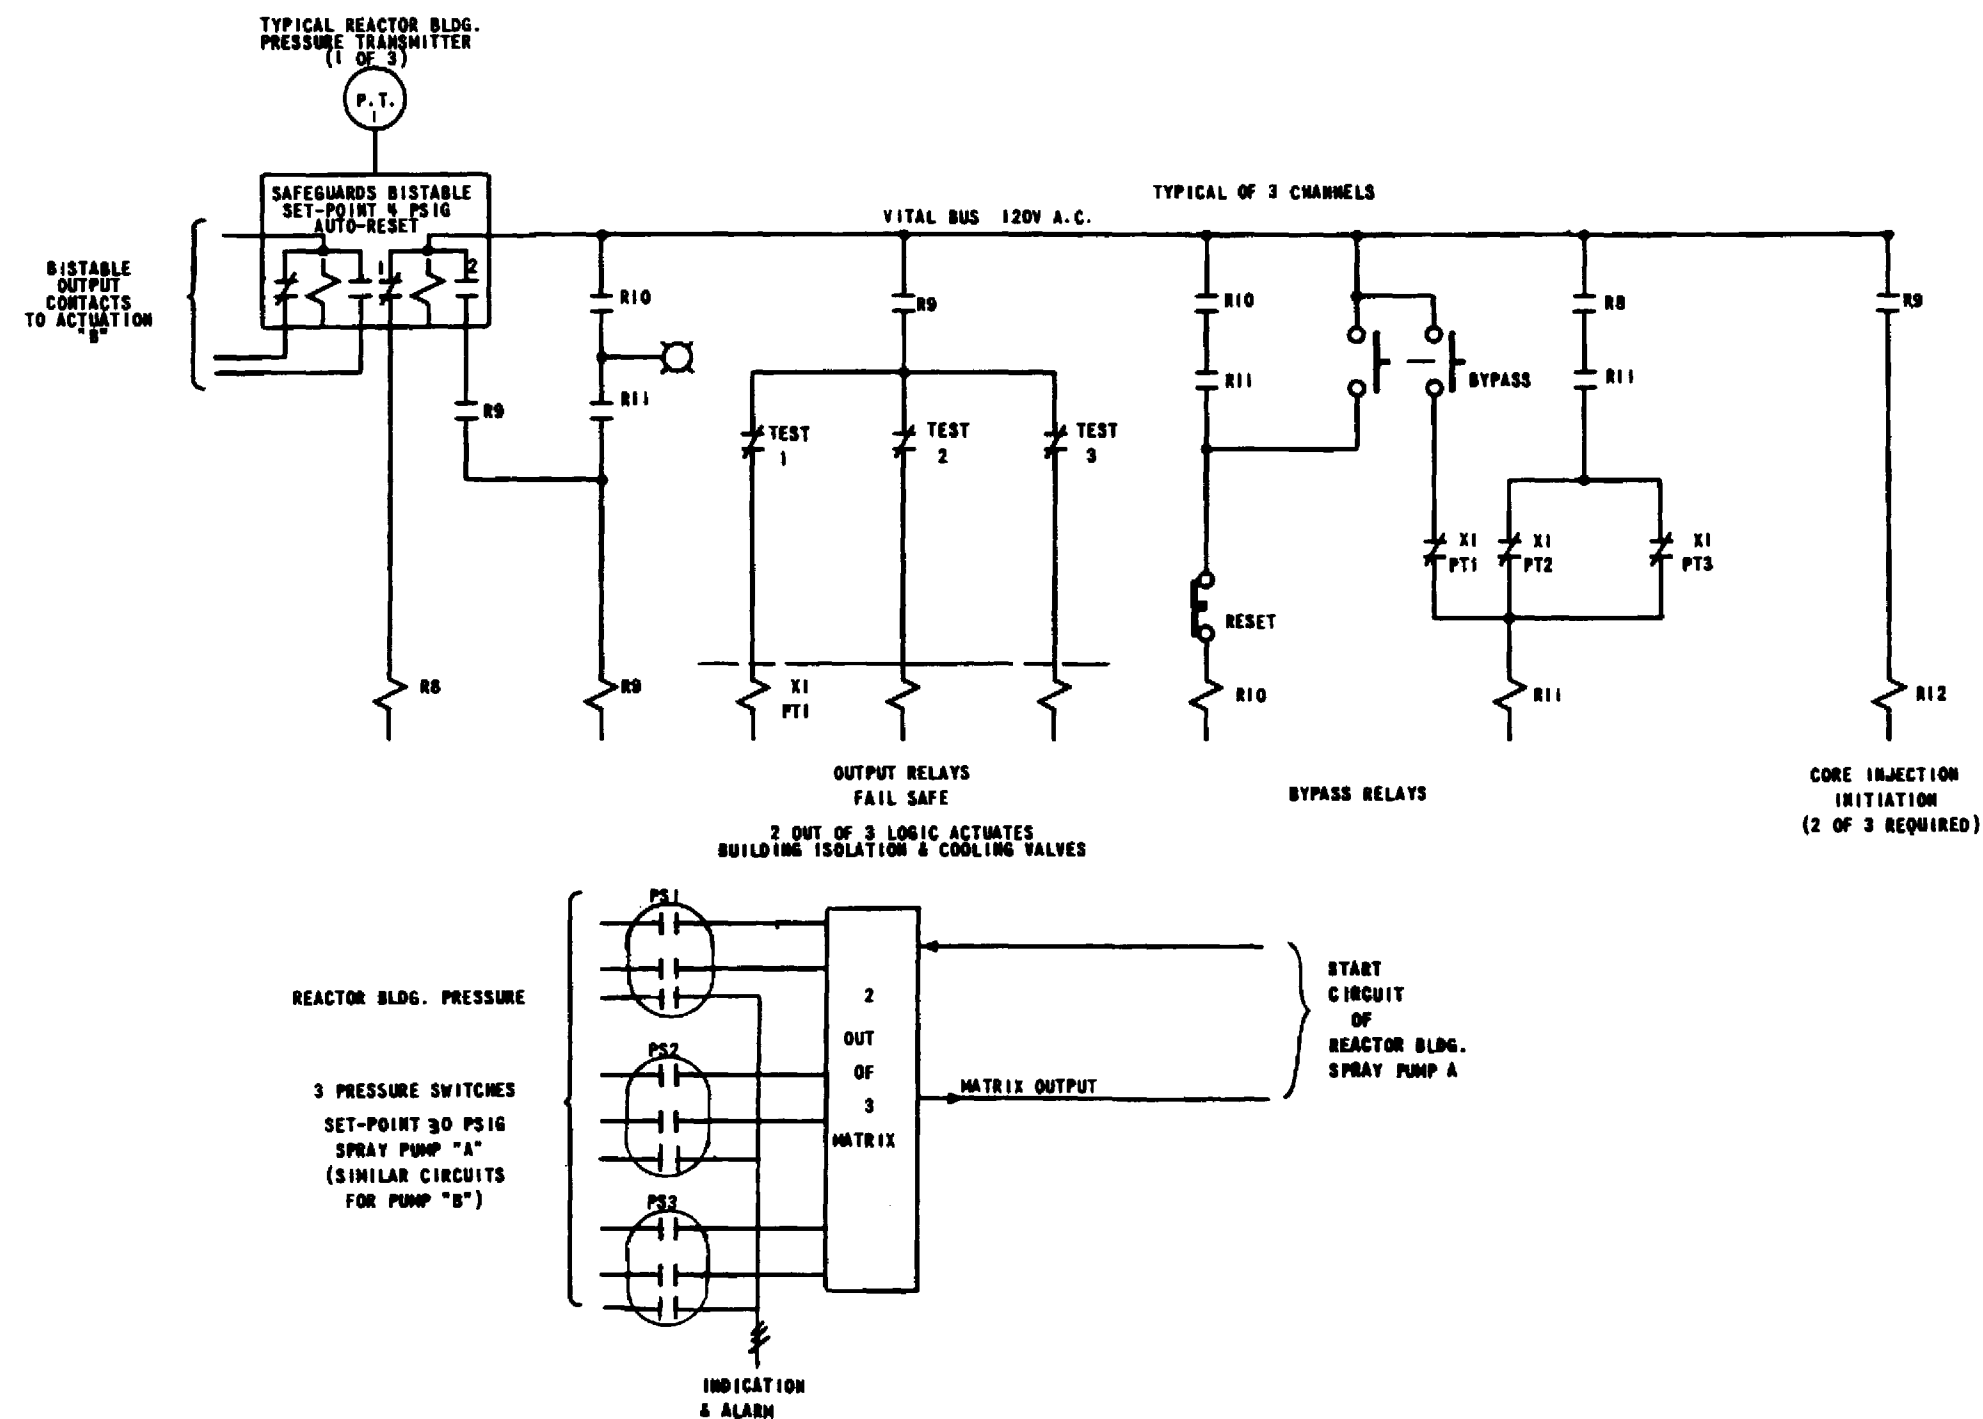 TYPICAL REACTOR BLDG.
PRESSURE TRANSMITTER
(1 OF 3)
P.T.
SAFEGUARDS BISTABLE
SET-POINT 4 PSIG
AUTO-RESET
TYPICAL OF 3 CHANNELS
VITAL BUS 120V A.C.
BISTABLE
OUTPUT
CONTACTS
TO ACTUATION
"B"
1
2
R10
R9
R10
R8
R9
R11
R11
BYPASS
R9
R11
TEST
1
TEST
2
TEST
3
X1
PT1
X1
PT2
X1
PT3
RESET
R8
R9
X1
PT1
R10
R11
R12
OUTPUT RELAYS
FAIL SAFE
BYPASS RELAYS
CORE INJECTION
INITIATION
(2 OF 3 REQUIRED)
2 OUT OF 3 LOGIC ACTUATES
BUILDING ISOLATION & COOLING VALVES
PS1
REACTOR BLDG. PRESSURE
PS2
3 PRESSURE SWITCHES
SET-POINT 30 PSIG
SPRAY PUMP "A"
(SIMILAR CIRCUITS
FOR PUMP "B")
PS3
2
OUT
OF
3
MATRIX
MATRIX OUTPUT
START
CIRCUIT
OF
REACTOR BLDG.
SPRAY PUMP A
INDICATION
& ALARM